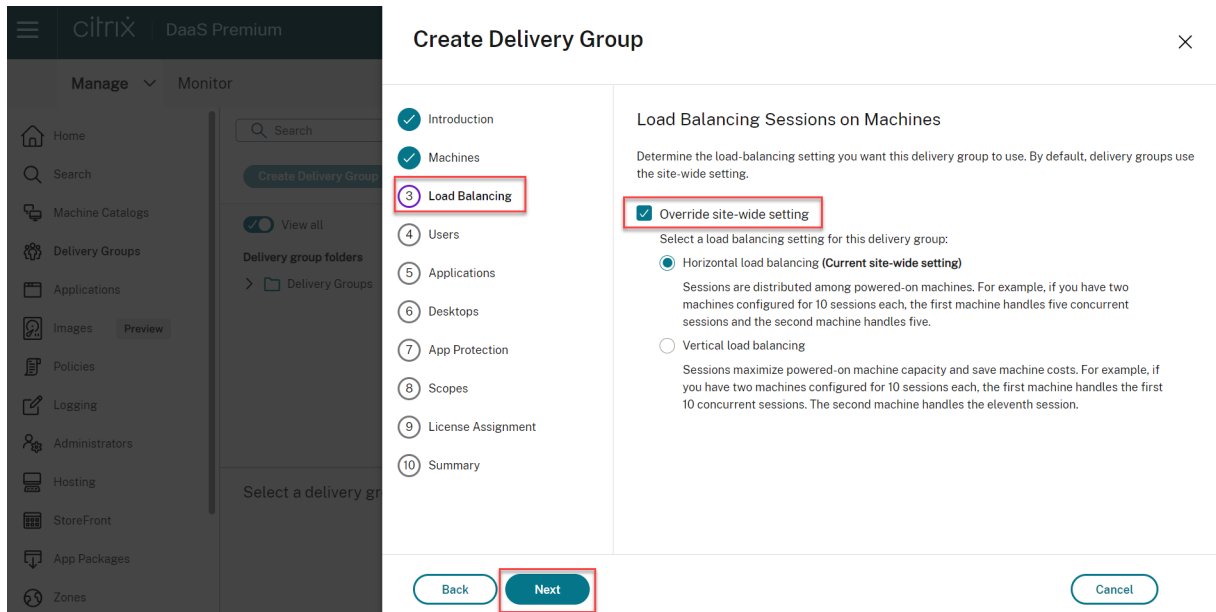 citrix DaaS Premium
Manage Monitor
Home
Search
Machine Catalogs
Delivery Groups
Applications
Images Preview
Policies
Logging
Administrators
Hosting
StoreFront
App Packages
Zones
Search
Create Delivery Group
View all
Delivery group folders
Delivery Groups
Select a delivery gr
Create Delivery Group
Introduction
Machines
3 Load Balancing
4 Users
5 Applications
6 Desktops
7 App Protection
8 Scopes
9 License Assignment
10 Summary
Load Balancing Sessions on Machines
Determine the load-balancing setting you want this delivery group to use. By default, delivery groups use
the site-wide setting.
Override site-wide setting
Select a load balancing setting for this delivery group:
Horizontal load balancing (Current site-wide setting)
Sessions are distributed among powered-on machines. For example, if you have two
machines configured for 10 sessions each, the first machine handles five concurrent
sessions and the second machine handles five.
Vertical load balancing
Sessions maximize powered-on machine capacity and save machine costs. For example, if
you have two machines configured for 10 sessions each, the first machine handles the first
10 concurrent sessions. The second machine handles the eleventh session.
Back Next Cancel